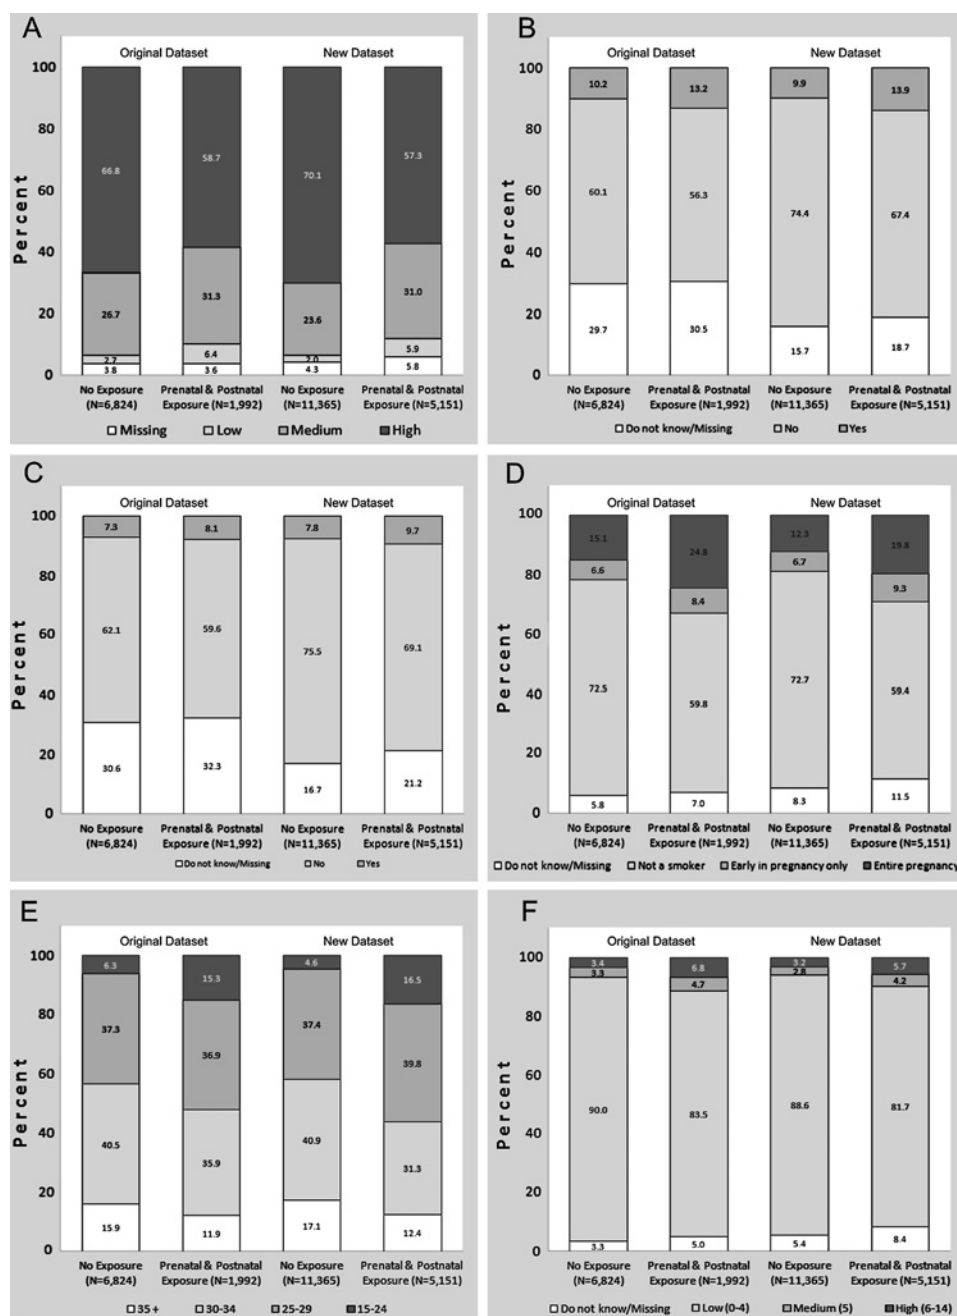 A
Original Dataset New Dataset
Percent
100
80
60
40
20
0
66.8 58.7 70.1 57.3
26.7 31.3 23.6 31.0
2.7 6.4 2.0 5.9
3.8 3.6 4.3 5.8
No Exposure Prenatal & Postnatal No Exposure Prenatal & Postnatal
(N=6,824) Exposure (N=1,992) (N=11,365) Exposure (N=5,151)
Missing Low Medium High
B
Original Dataset New Dataset
Percent
100
80
60
40
20
0
10.2 13.2 9.9 13.9
60.1 56.3 74.4 67.4
29.7 30.5 15.7 18.7
No Exposure Prenatal & Postnatal No Exposure Prenatal & Postnatal
(N=6,824) Exposure (N=1,992) (N=11,365) Exposure (N=5,151)
Do not know/Missing No Yes
C
Original Dataset New Dataset
Percent
100
80
60
40
20
0
7.3 8.1 7.8 9.7
62.1 59.6 75.5 69.1
30.6 32.3 16.7 21.2
No Exposure Prenatal & Postnatal No Exposure Prenatal & Postnatal
(N=6,824) Exposure (N=1,992) (N=11,365) Exposure (N=5,151)
Do not know/Missing No Yes
D
Original Dataset New Dataset
Percent
100
80
60
40
20
0
15.1 24.8 12.3 19.8
6.6 8.4 6.7 9.3
72.5 59.8 72.7 59.4
5.8 7.0 8.3 11.5
No Exposure Prenatal & Postnatal No Exposure Prenatal & Postnatal
(N=6,824) Exposure (N=1,992) (N=11,365) Exposure (N=5,151)
Do not know/Missing Not a smoker Early in pregnancy only Entire pregnancy
E
Original Dataset New Dataset
Percent
100
80
60
40
20
0
6.3 15.3 4.6 16.5
37.3 36.9 37.4 39.8
40.5 35.9 40.9 31.3
15.9 11.9 17.1 12.4
No Exposure Prenatal & Postnatal No Exposure Prenatal & Postnatal
(N=6,824) Exposure (N=1,992) (N=11,365) Exposure (N=5,151)
35+ 30-34 25-29 15-24
F
Original Dataset New Dataset
Percent
100
80
60
40
20
0
3.4 6.8 3.2 5.7
3.3 4.7 2.8 4.2
90.0 83.5 88.6 81.7
3.3 5.0 5.4 8.4
No Exposure Prenatal & Postnatal No Exposure Prenatal & Postnatal
(N=6,824) Exposure (N=1,992) (N=11,365) Exposure (N=5,151)
Do not know/Missing Low (0-4) Medium (5) High (6-14)